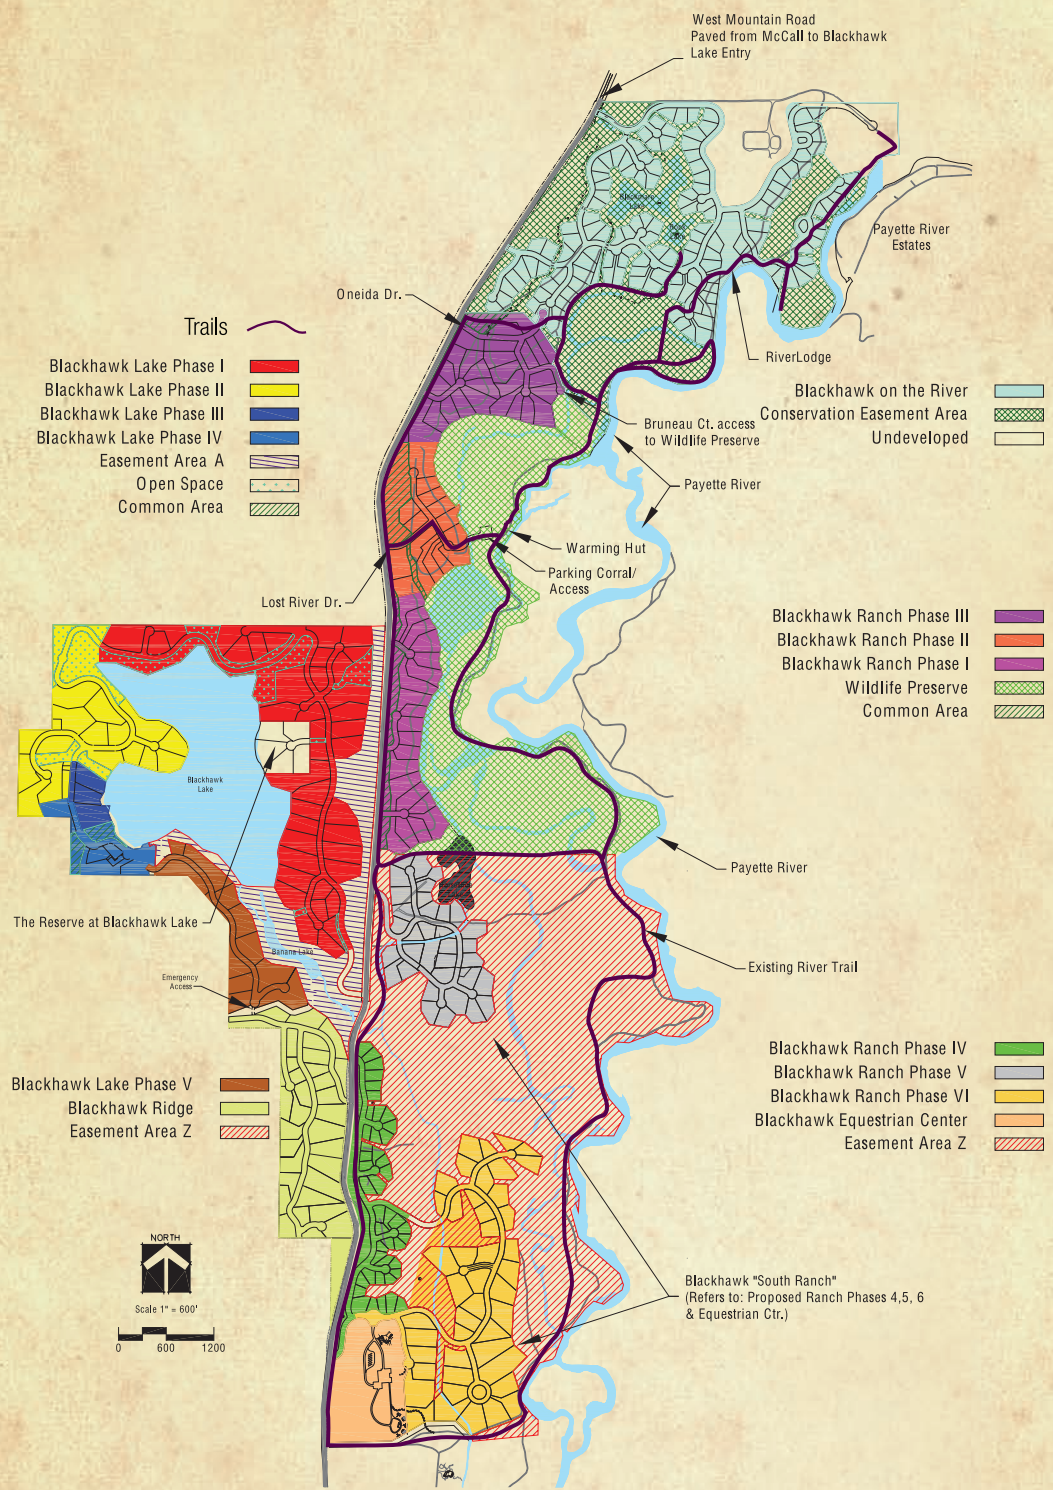 West Mountain Road
Paved from McCall to Blackhawk
Lake Entry
Blackmare
Lake
Rock
Lake
Payette River
Estates
Oneida Dr.
Trails
RiverLodge
Blackhawk Lake Phase I
Blackhawk Lake Phase II
Blackhawk Lake Phase III
Blackhawk Lake Phase IV
Easement Area A
Open Space
Common Area
Blackhawk on the River
Conservation Easement Area
Undeveloped
Bruneau Ct. access
to Wildlife Preserve
Payette River
Warming Hut
Parking Corral/
Access
Lost River Dr.
Blackhawk Ranch Phase III
Blackhawk Ranch Phase II
Blackhawk Ranch Phase I
Wildlife Preserve
Common Area
Blackhawk
Lake
Payette River
The Reserve at Blackhawk Lake
Banana Lake
Existing River Trail
Emergency
Access
Blackhawk Lake Phase V
Blackhawk Ridge
Easement Area Z
Blackhawk Ranch Phase IV
Blackhawk Ranch Phase V
Blackhawk Ranch Phase VI
Blackhawk Equestrian Center
Easement Area Z
NORTH
Scale 1" = 600'
0 600 1200
Blackhawk "South Ranch"
(Refers to: Proposed Ranch Phases 4,5, 6
& Equestrian Ctr.)